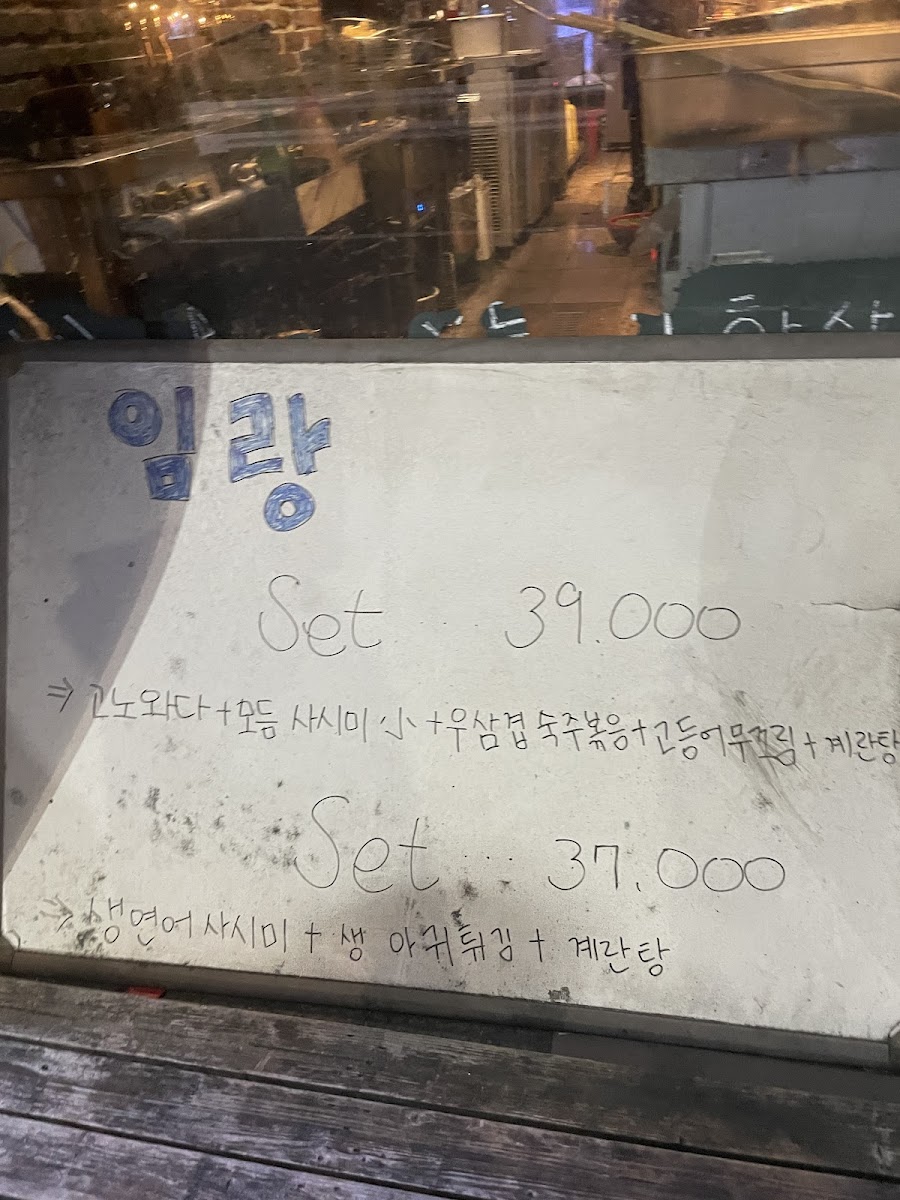 임랑
Set ... 39.000
⇒ 고노와다+모듬 사시미 小 +우삼겹 숙주볶음+고등어무조림+계란탕
Set ... 37.000
⇒ 생연어 사시미 + 생 아귀튀김 + 계란탕